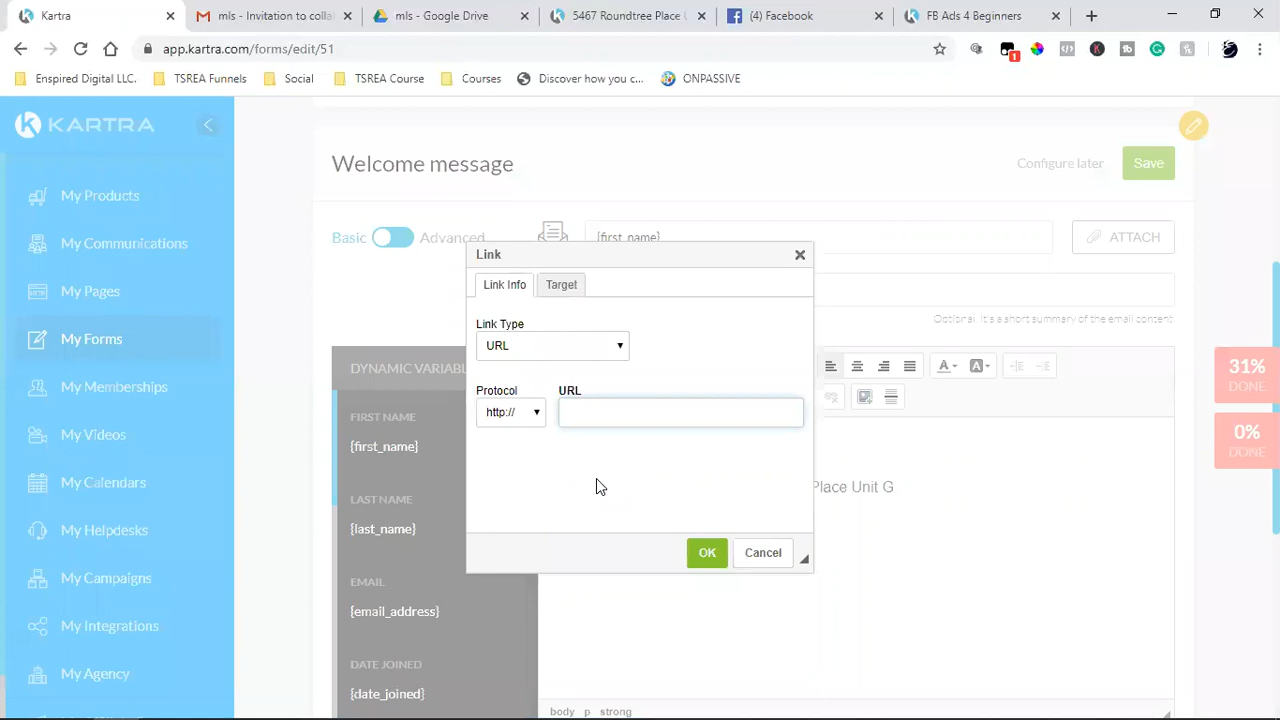 Kartra
mls - Invitation to colla
mls - Google Drive
5467 Roundtree Place U
(4) Facebook
FB Ads 4 Beginners
app.kartra.com/forms/edit/51
1
Enspired Digital LLC.
TSREA Funnels
Social
TSREA Course
Courses
Discover how you c...
ONPASSIVE
KARTRA
My Products
My Communications
My Pages
My Forms
My Memberships
My Videos
My Calendars
My Helpdesks
My Campaigns
My Integrations
My Agency
Welcome message
Configure later
Save
Basic
Advanced
{first_name}
ATTACH
Optional. It's a short summary of the email content
DYNAMIC VARIABL
FIRST NAME
{first_name}
LAST NAME
{last_name}
EMAIL
{email_address}
DATE JOINED
{date_joined}
Link
Link Info
Target
Link Type
URL
Protocol
URL
http://
OK
Cancel
Place Unit G
body p strong
31%
DONE
0%
DONE